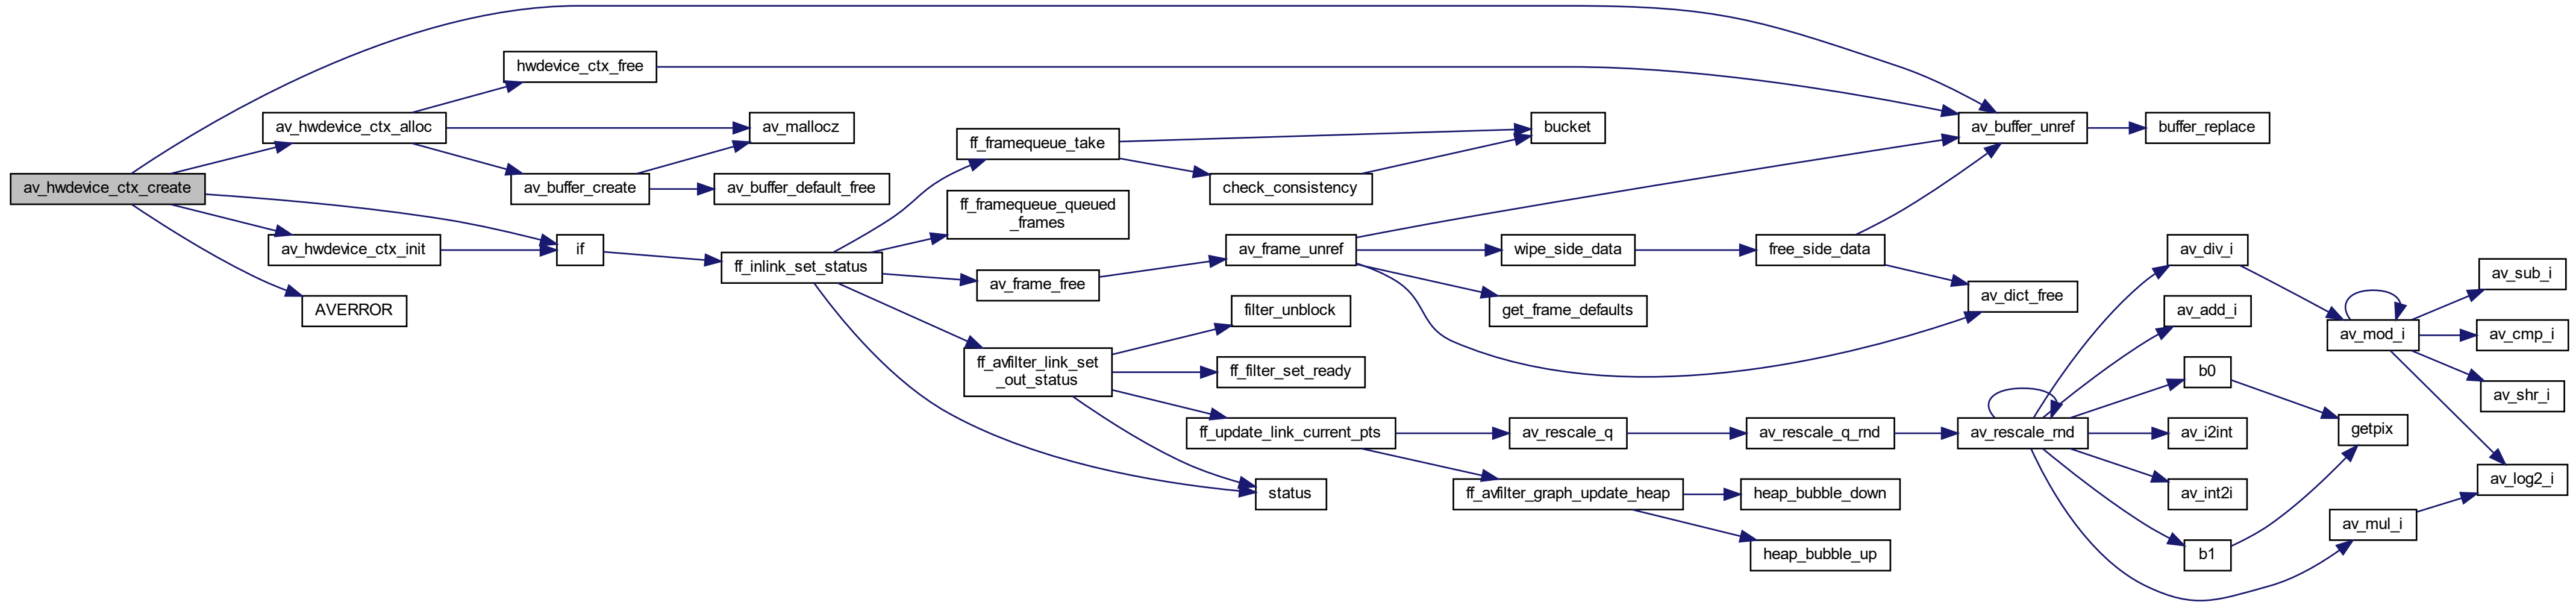 av_hwdevice_ctx_create
av_hwdevice_ctx_alloc
av_hwdevice_ctx_init
AVERROR
hwdevice_ctx_free
av_buffer_create
if
av_mallocz
av_buffer_default_free
ff_inlink_set_status
ff_framequeue_take
ff_framequeue_queued
_frames
av_frame_free
ff_avfilter_link_set
_out_status
check_consistency
av_frame_unref
filter_unblock
ff_filter_set_ready
ff_update_link_current_pts
status
bucket
wipe_side_data
get_frame_defaults
av_rescale_q
ff_avfilter_graph_update_heap
free_side_data
av_rescale_q_rnd
heap_bubble_down
heap_bubble_up
av_buffer_unref
av_dict_free
av_rescale_rnd
buffer_replace
av_div_i
av_add_i
b0
av_i2int
av_int2i
b1
av_mod_i
getpix
av_mul_i
av_sub_i
av_cmp_i
av_shr_i
av_log2_i